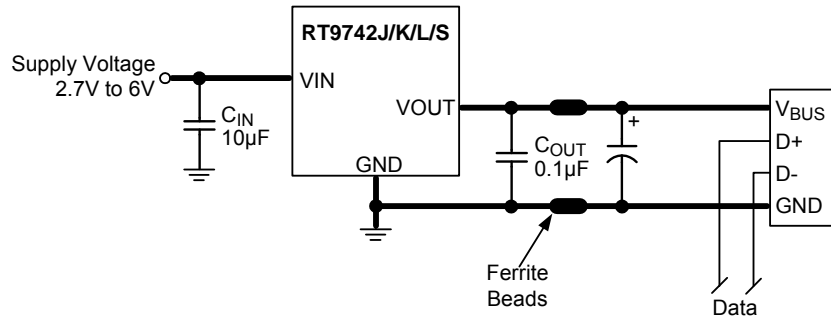 RT9742J/K/L/S
Supply Voltage
2.7V to 6V
VIN
CIN
10µF
VOUT
GND
COUT
0.1µF
+
VBUS
D+
D-
GND
Ferrite
Beads
Data